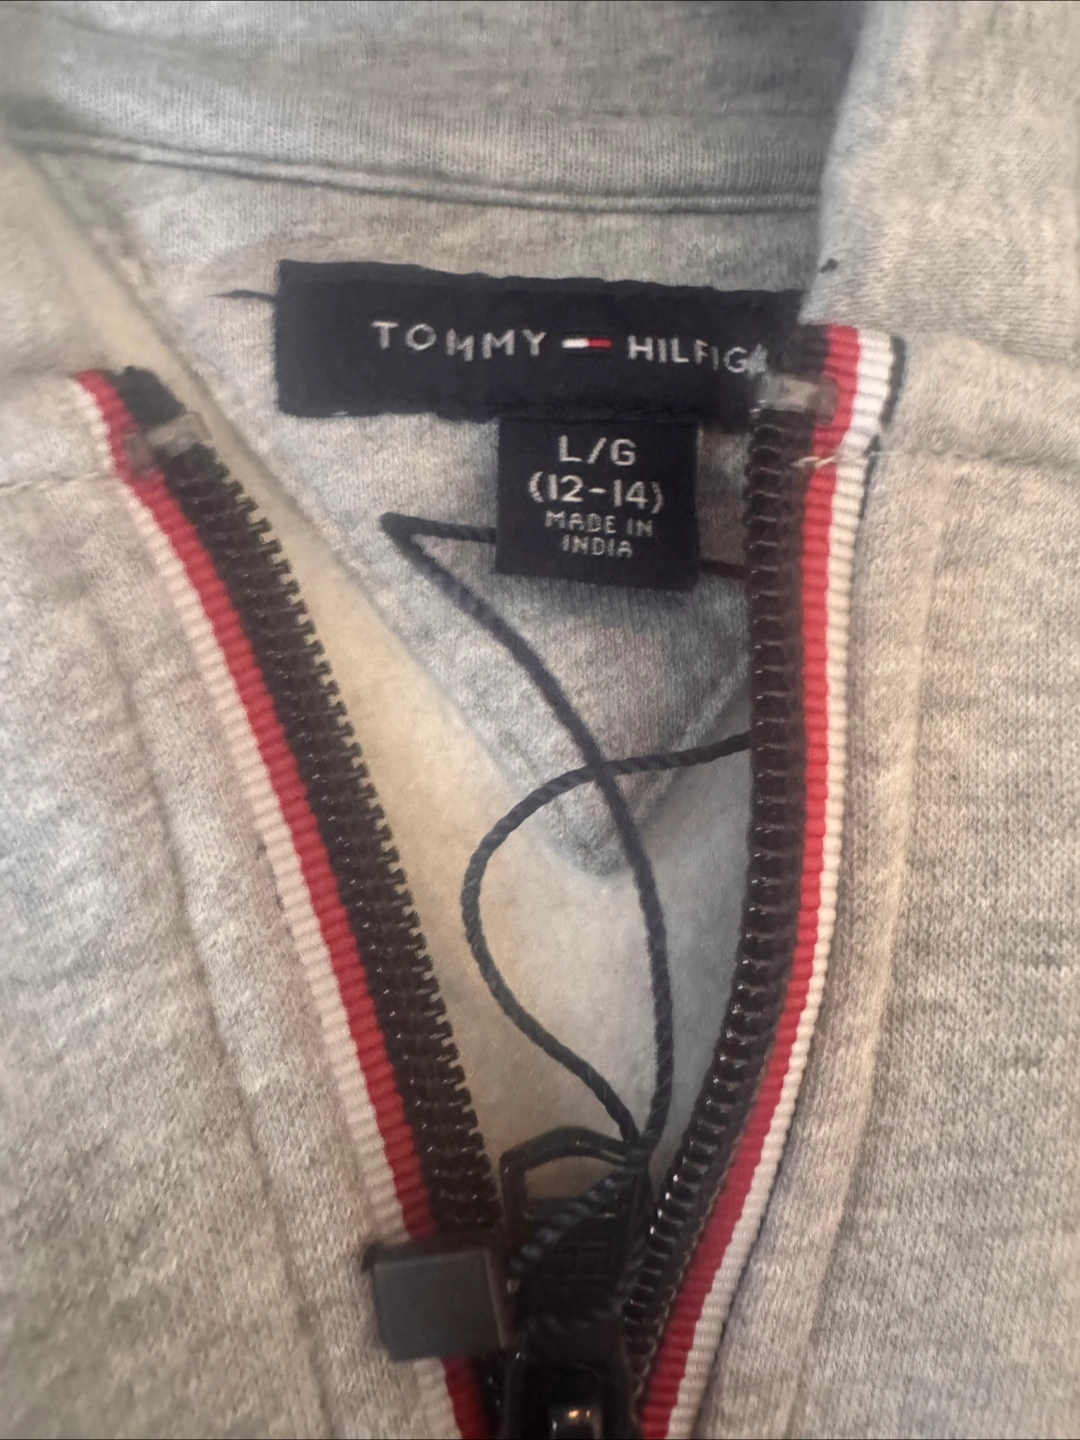 TOMMY HILFIG
L/G
(12-14)
MADE IN
INDIA